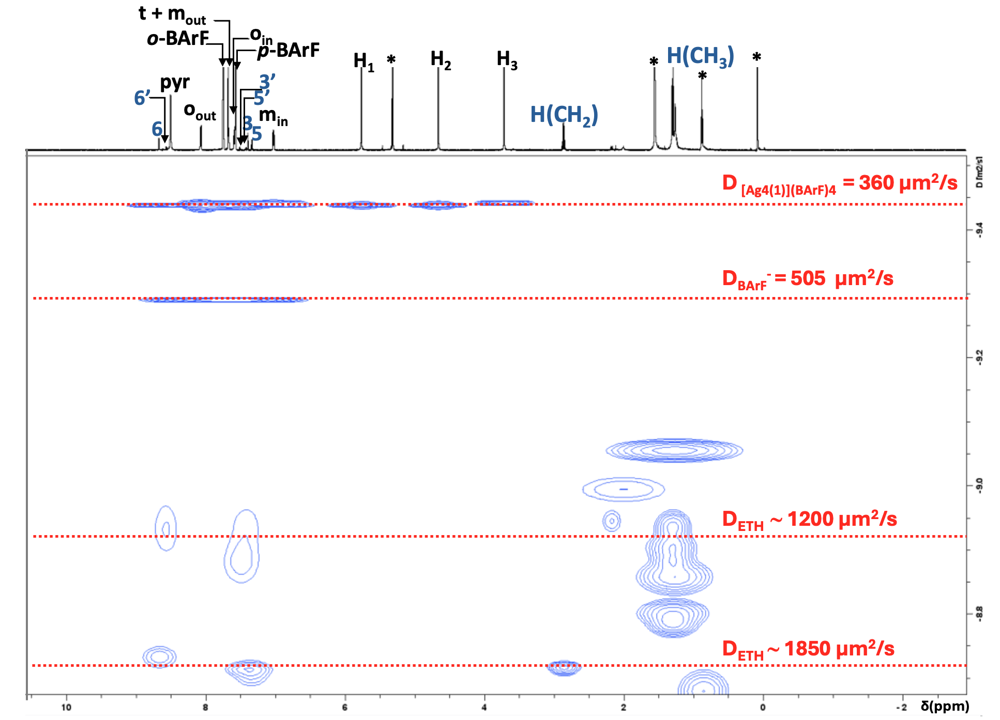 t + mout
o-BArF
oin
p-BArF
3’
pyr
6’
5’
oout
min
6
3
5
H1
*
H2
H3
H(CH2)
*
H(CH3)
*
*
D [m2/s]
D [Ag4(1)](BArF)4 = 360 µm2/s
-9.4
DBArF- = 505 µm2/s
-9.2
-9.0
DETH ~ 1200 µm2/s
-8.8
DETH ~ 1850 µm2/s
10 8 6 4 2 0 -2 δ(ppm)